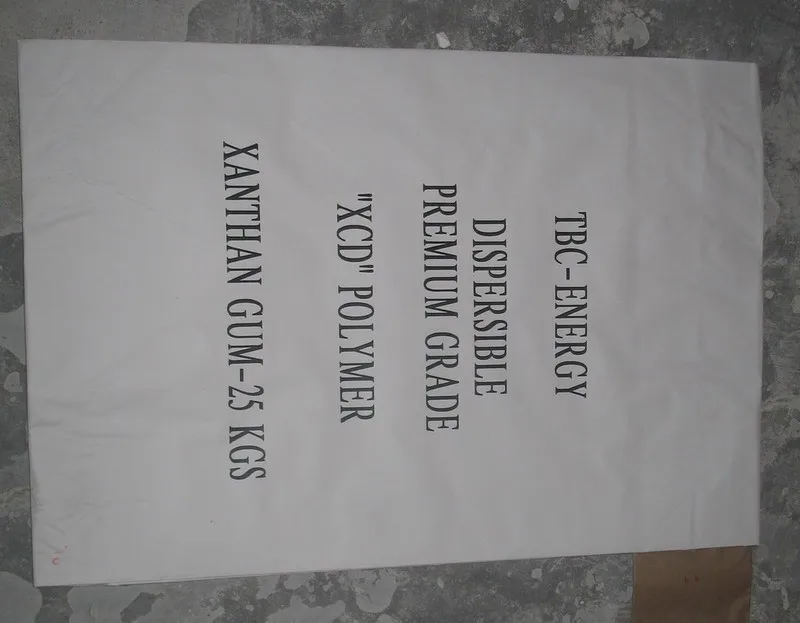 TBC-ENERGY
DISPERSIBLE
PREMIUM GRADE
"XCD" POLYMER
XANTHAN GUM-25 KGS